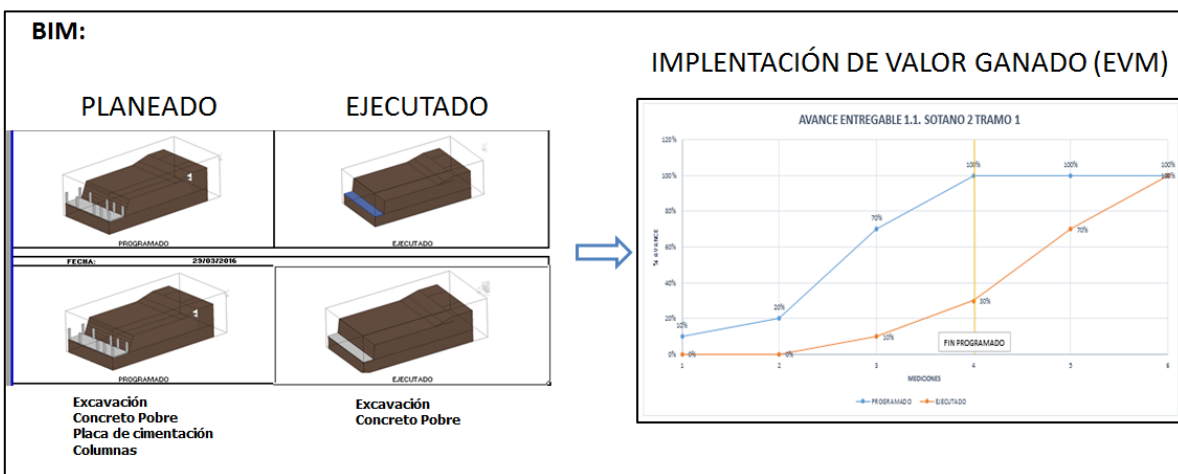 BIM:
IMPLENTACIÓN DE VALOR GANADO (EVM)
PLANEADO
EJECUTADO
PROGRAMADO
EJECUTADO
FECHA: 29/03/2016
PROGRAMADO
EJECUTADO
Excavación
Concreto Pobre
Placa de cimentación
Columnas
Excavación
Concreto Pobre
AVANCE ENTREGABLE 1.1. SOTANO 2 TRAMO 1
% AVANCE
120%
100%
80%
60%
40%
20%
0%
10%
20%
70%
100%
100%
100%
0%
0%
10%
30%
70%
100%
FIN PROGRAMADO
1 2 3 4 5 6
MEDICIONES
PROGRAMADO EJECUTADO